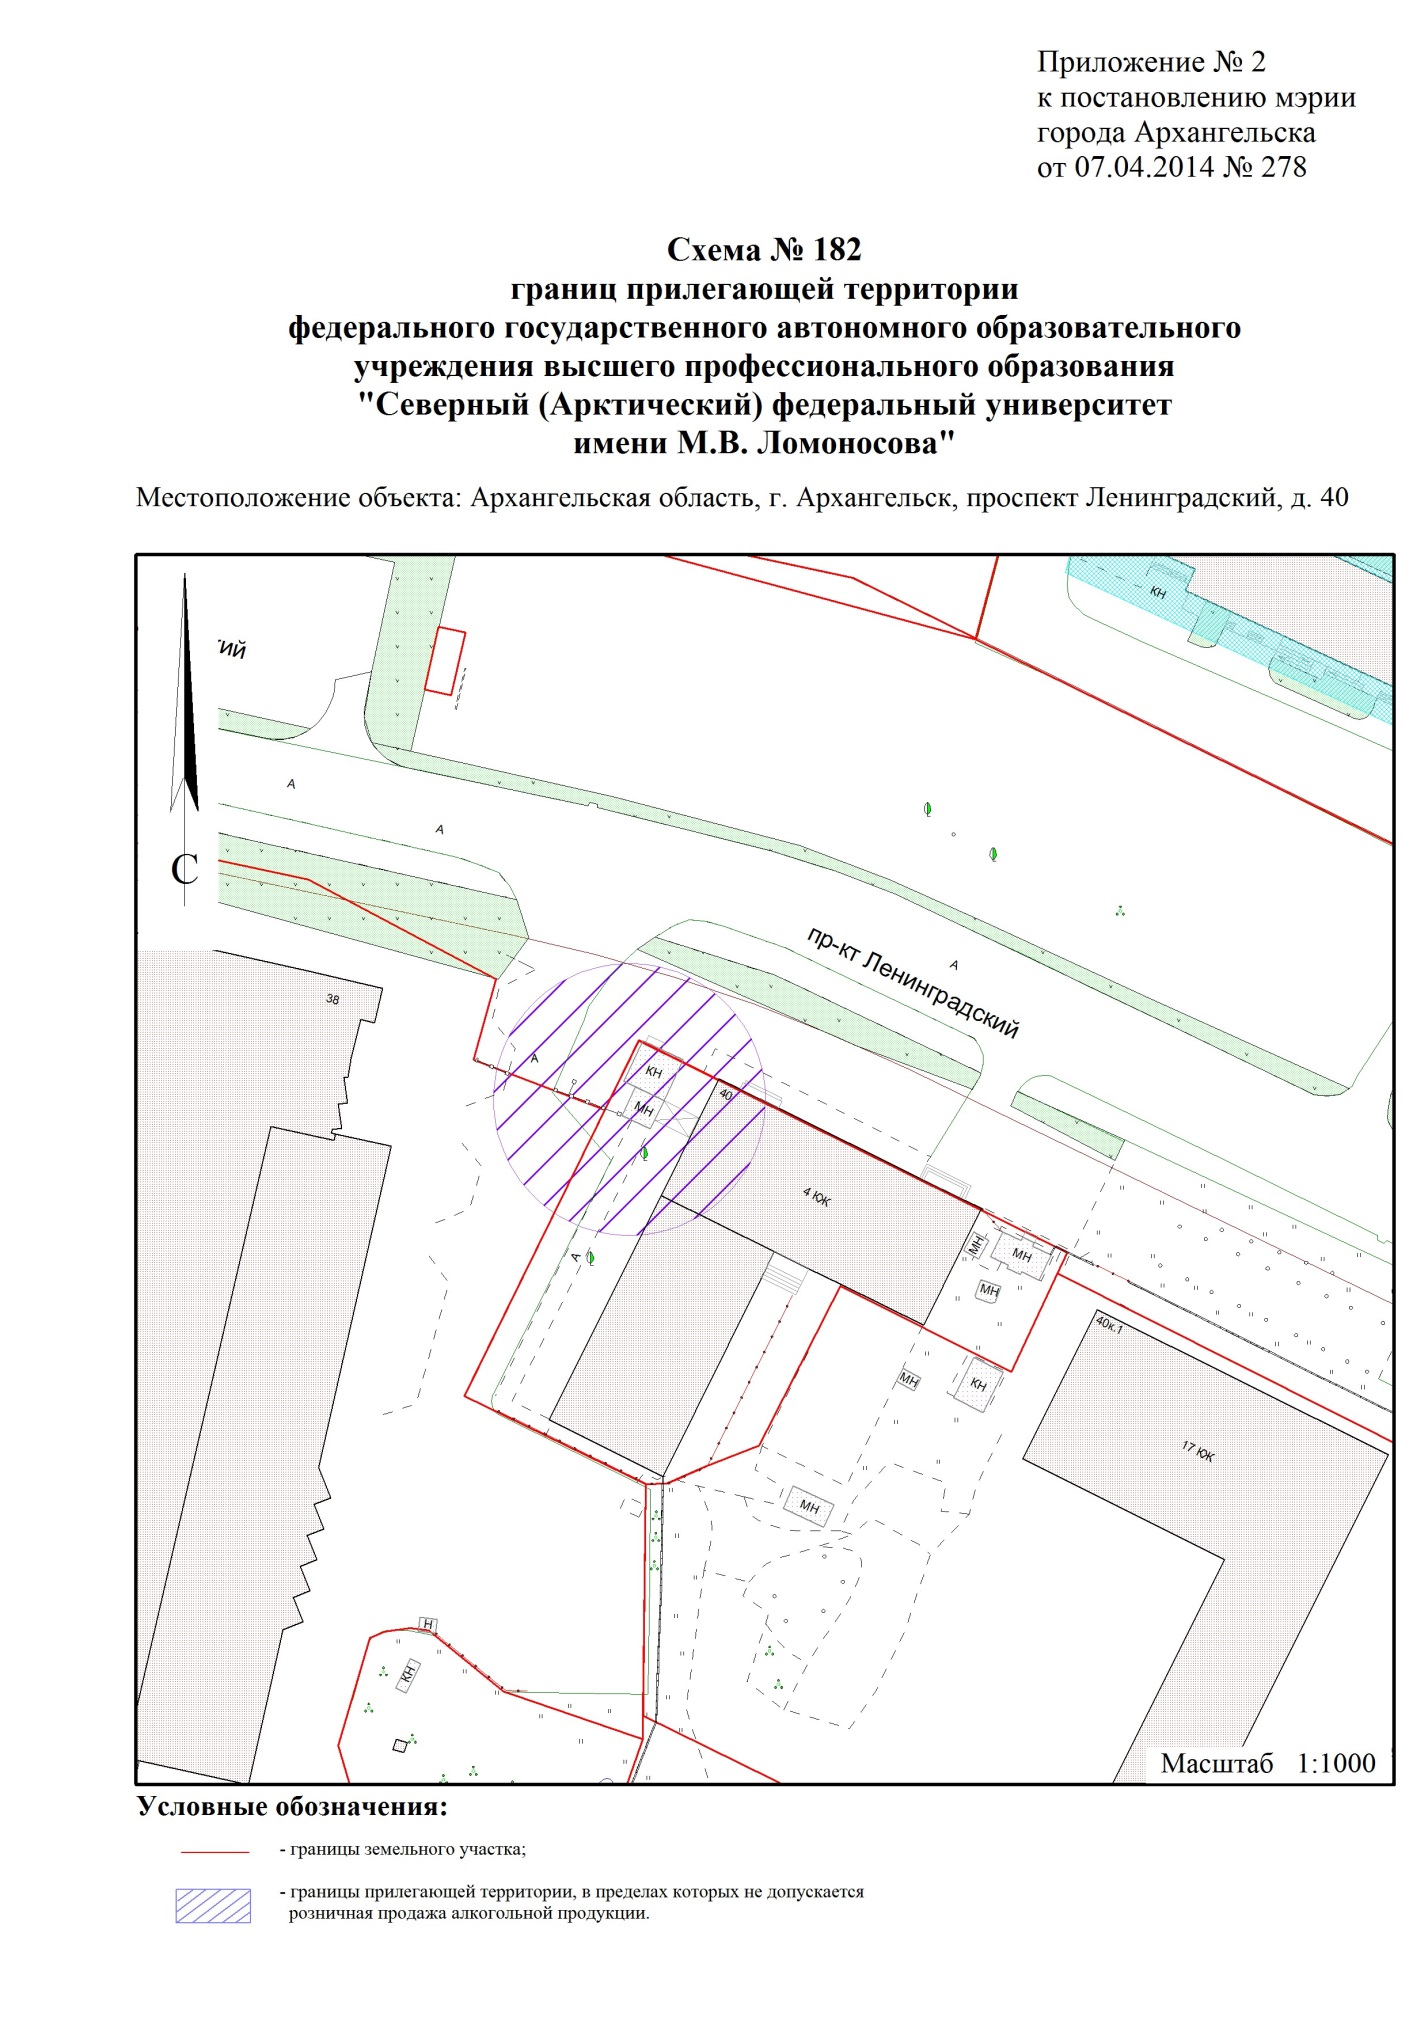 Приложение № 2
к постановлению мэрии
города Архангельска
от 07.04.2014 № 278
Схема № 182
границ прилегающей территории
федерального государственного автономного образовательного
учреждения высшего профессионального образования
"Северный (Арктический) федеральный университет
имени М.В. Ломоносова"
Местоположение объекта: Архангельская область, г. Архангельск, проспект Ленинградский, д. 40
КН
А
А
С
пр-кт Ленинградский
А
38
А
КН
МН
40
4 КЖ
А
МН
МН
МН
МН
КН
40к.1
17 КЖ
МН
Н
КН
Масштаб 1:1000
Условные обозначения:
- границы земельного участка;
- границы прилегающей территории, в пределах которых не допускается
розничная продажа алкогольной продукции.